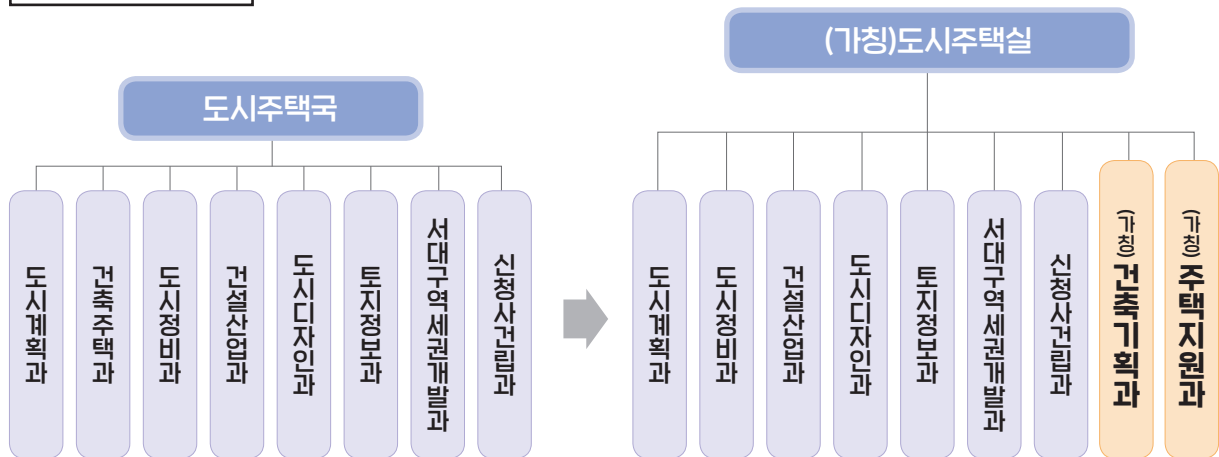 도시주택국
도시계획과
건축주택과
도시정비과
건설산업과
도시디자인과
토지정보과
서대구역세권개발과
신청사건립과
(가칭)도시주택실
도시계획과
도시정비과
건설산업과
도시디자인과
토지정보과
서대구역세권개발과
신청사건립과
(가칭) 건축기획과
(가칭) 주택지원과